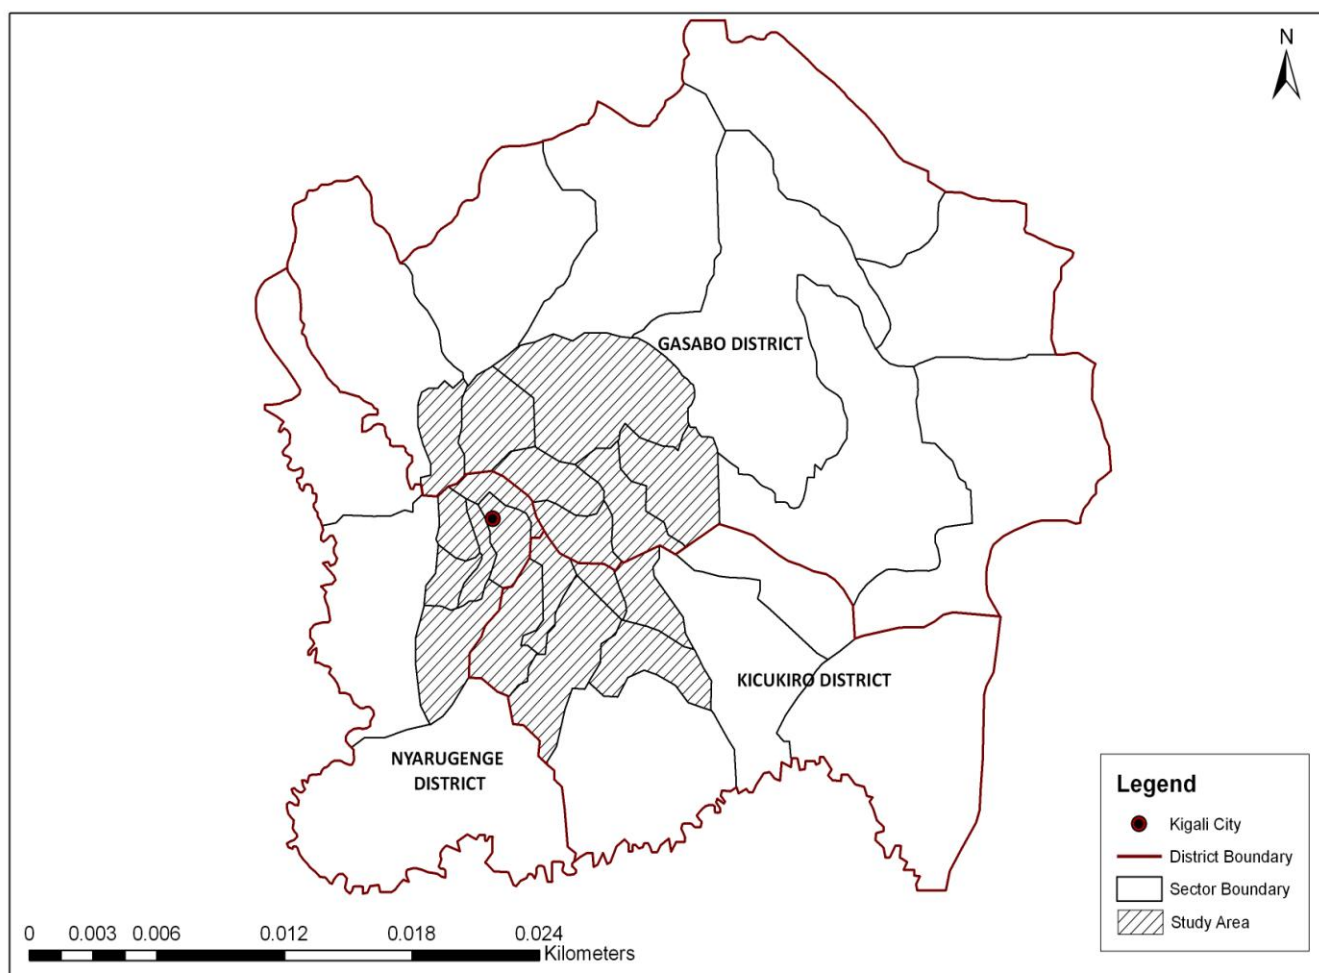 N
GASABO DISTRICT
KICUKIRO DISTRICT
NYARUGENGE
DISTRICT
Legend
Kigali City
District Boundary
Sector Boundary
Study Area
0 0.003 0.006 0.012 0.018 0.024
Kilometers